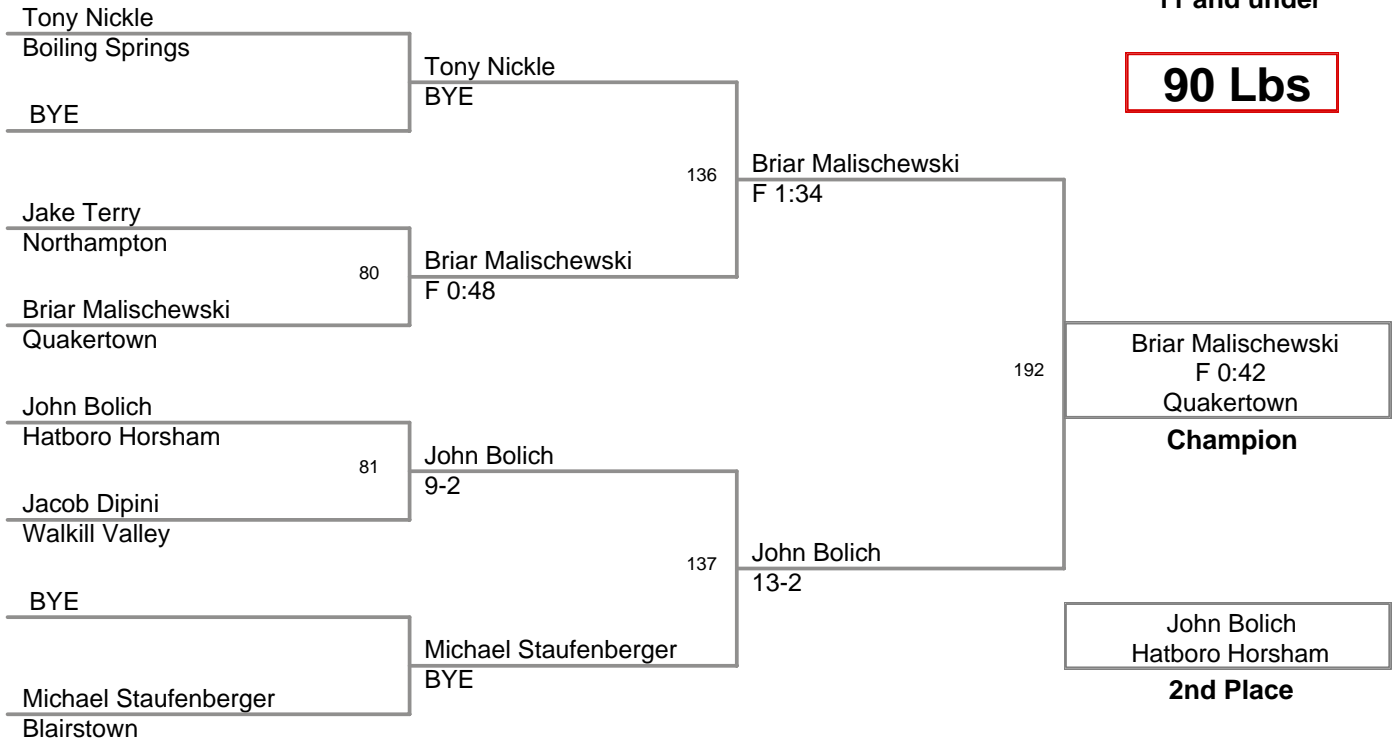 11 and under
90 Lbs
Tony Nickle
Boiling Springs
BYE
Jake Terry
Northampton
80
Briar Malischewski
Quakertown
John Bolich
Hatboro Horsham
81
Jacob Dipini
Walkill Valley
BYE
Michael Staufenberger
Blairstown
Tony Nickle
BYE
136
Briar Malischewski
F 0:48
John Bolich
9-2
137
Michael Staufenberger
BYE
Briar Malischewski
F 1:34
192
John Bolich
13-2
Briar Malischewski
F 0:42
Quakertown
Champion
John Bolich
Hatboro Horsham
2nd Place